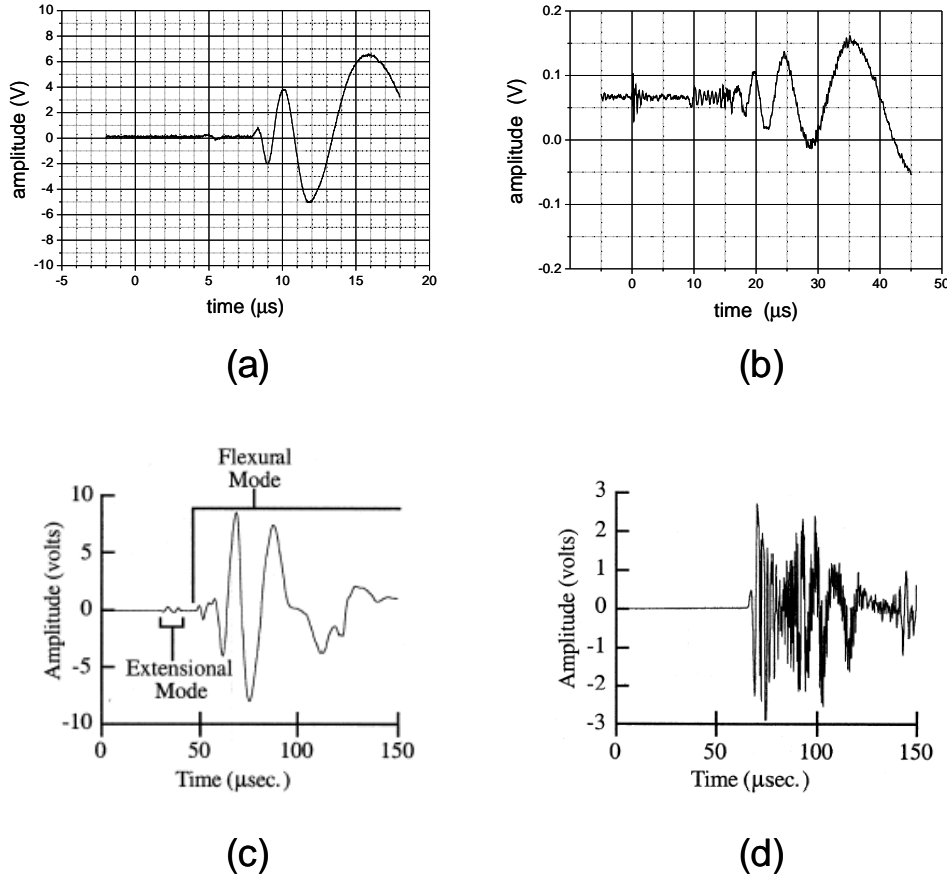 10
8
6
4
2
0
-2
-4
-6
-8
-10
-5 0 5 10 15 20
amplitude (V)
time (μs)
(a)
0.2
0.1
0.0
-0.1
-0.2
0 10 20 30 40 50
amplitude (V)
time (μs)
(b)
Flexural
Mode
10
5
0
-5
-10
Amplitude (volts)
Extensional
Mode
0 50 100 150
Time (μsec.)
(c)
3
2
1
0
-1
-2
-3
Amplitude (volts)
0 50 100 150
Time (μsec.)
(d)